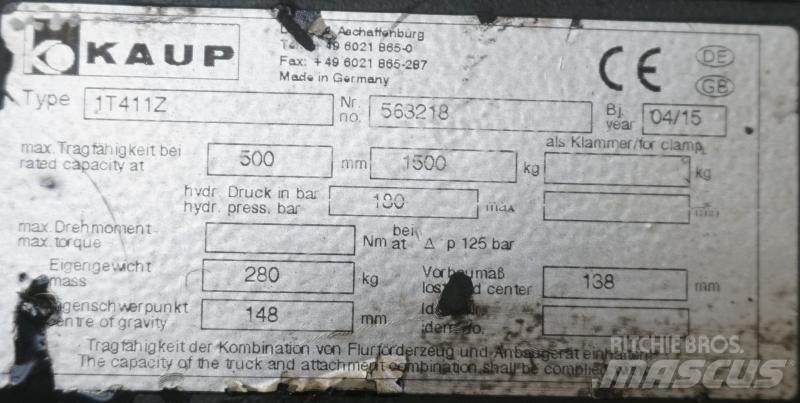 KAUP
Aschaffenburg
49 6021 865-0
Fax: +49 6021 865-287
Made in Germany
CE
DE
GB
Type 1T411Z
Nr. no. 563218
Bj. year 04/15
max. Tragfähigkeit bei
rated capacity at 500 mm 1500 kg
als Klammer/for clamp
kg
hydr. Druck in bar
hydr. press. bar 180 max
min
max. Drehmoment
max. torque Nm bei at Δ p 125 bar
Eigengewicht
mass 280 kg
Vorbaumaß
center 138 mm
Eigenschwerpunkt
centre of gravity 148 mm
Tragfähigkeit der Kombination von Flurförderzeug und Anbaugerät einhalten!
The capacity of the truck and attachment combination shall be complied
RITCHIE BROS.
MASCUS